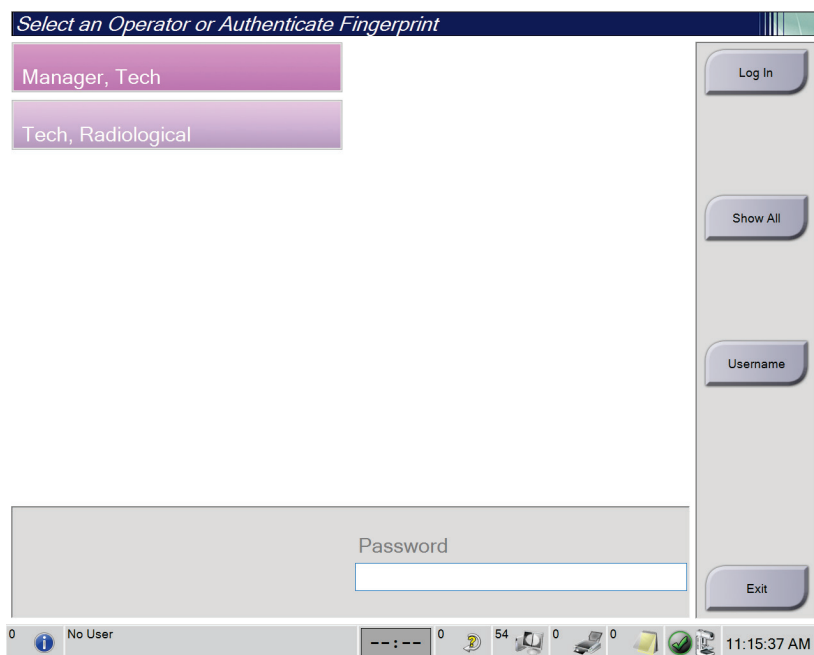 Select an Operator or Authenticate Fingerprint
Manager, Tech
Log In
Tech, Radiological
Show All
Username
Password
Exit
0 No User --:-- 0 54 0 0 11:15:37 AM